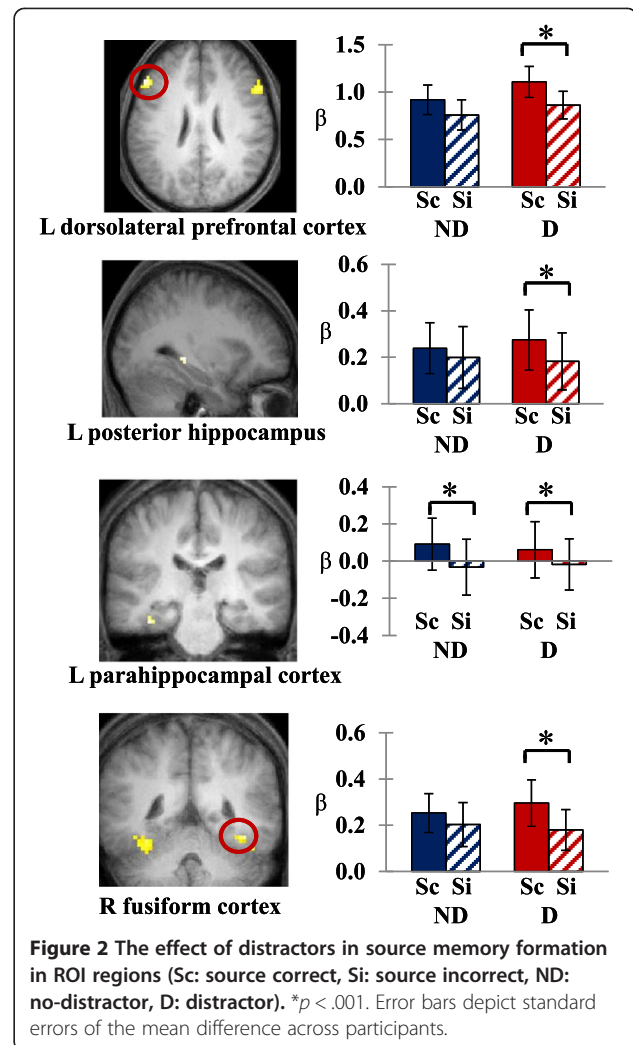 1.5
1.0
0.5
0.0
β
*
Sc Si Sc Si
ND D
L dorsolateral prefrontal cortex
0.6
0.4
0.2
0.0
β
*
Sc Si Sc Si
ND D
L posterior hippocampus
0.4
0.2
0.0
-0.2
-0.4
β
* *
Sc Si Sc Si
ND D
L parahippocampal cortex
0.6
0.4
0.2
0.0
β
*
Sc Si Sc Si
ND D
R fusiform cortex
Figure 2 The effect of distractors in source memory formation
in ROI regions (Sc: source correct, Si: source incorrect, ND:
no-distractor, D: distractor). *p < .001. Error bars depict standard
errors of the mean difference across participants.